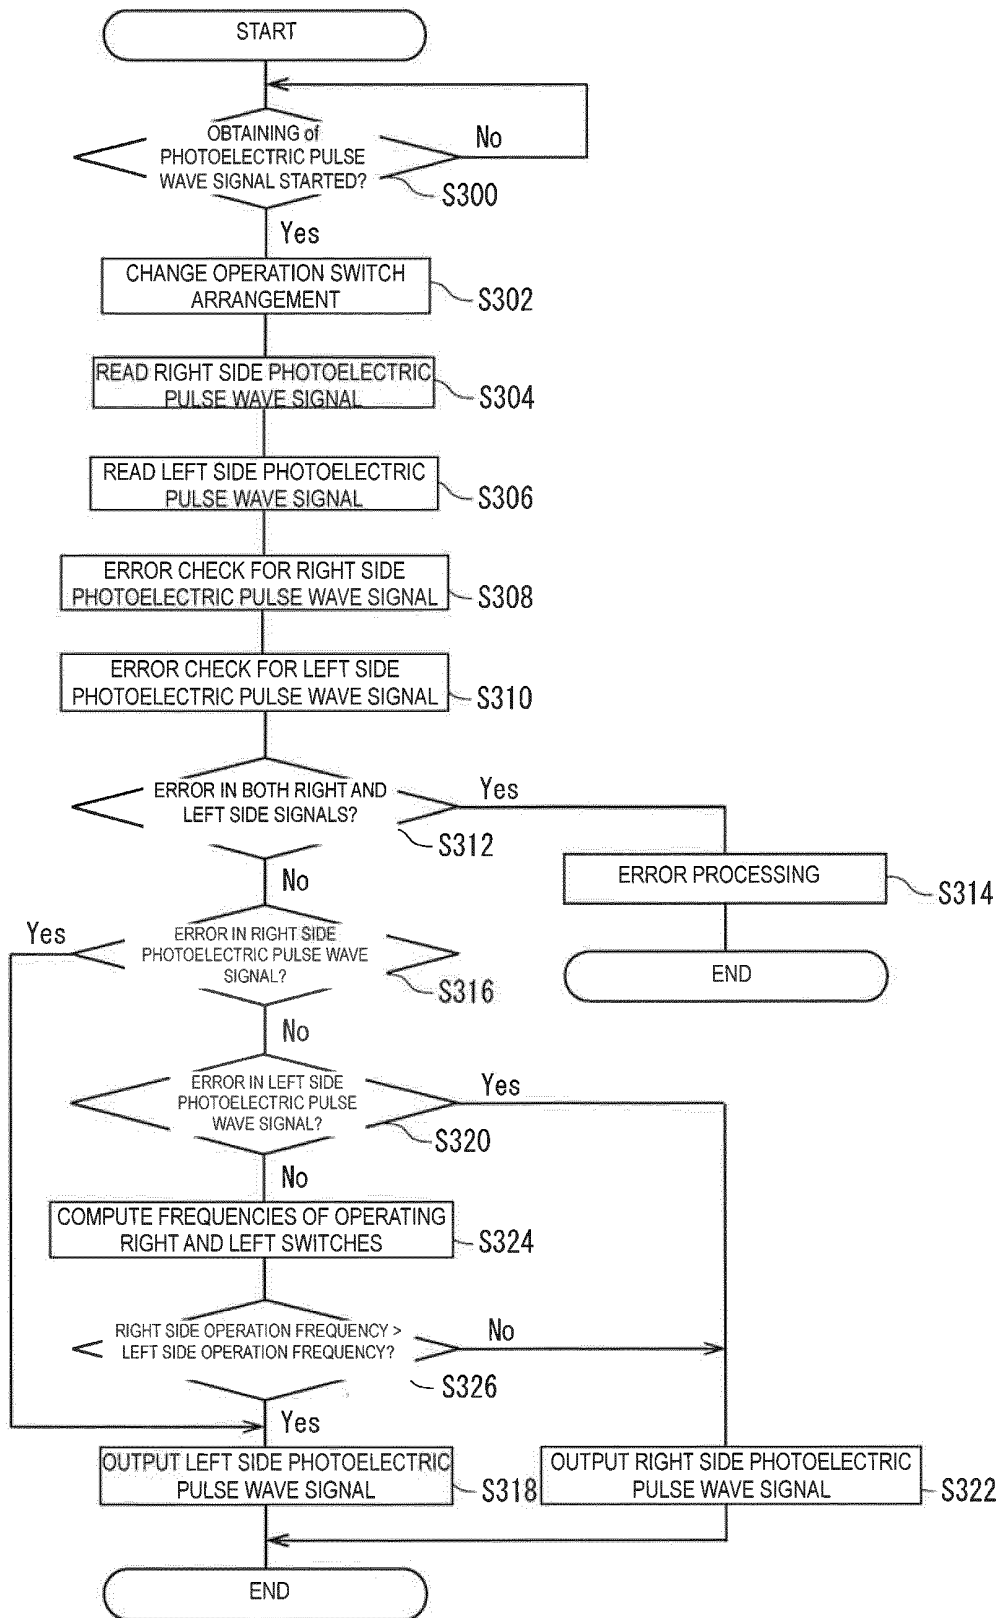 START
OBTAINING of
PHOTOELECTRIC PULSE
WAVE SIGNAL STARTED?
No
S300
Yes
CHANGE OPERATION SWITCH
ARRANGEMENT
S302
READ RIGHT SIDE PHOTOELECTRIC
PULSE WAVE SIGNAL
S304
READ LEFT SIDE PHOTOELECTRIC
PULSE WAVE SIGNAL
S306
ERROR CHECK FOR RIGHT SIDE
PHOTOELECTRIC PULSE WAVE SIGNAL
S308
ERROR CHECK FOR LEFT SIDE
PHOTOELECTRIC PULSE WAVE SIGNAL
S310
ERROR IN BOTH RIGHT AND
LEFT SIDE SIGNALS?
Yes
S312
No
ERROR PROCESSING
S314
END
Yes
ERROR IN RIGHT SIDE
PHOTOELECTRIC PULSE WAVE
SIGNAL?
S316
No
ERROR IN LEFT SIDE
PHOTOELECTRIC PULSE
WAVE SIGNAL?
Yes
S320
No
COMPUTE FREQUENCIES OF OPERATING
RIGHT AND LEFT SWITCHES
S324
RIGHT SIDE OPERATION FREQUENCY >
LEFT SIDE OPERATION FREQUENCY?
No
S326
Yes
OUTPUT LEFT SIDE PHOTOELECTRIC
PULSE WAVE SIGNAL
S318
OUTPUT RIGHT SIDE PHOTOELECTRIC
PULSE WAVE SIGNAL
S322
END